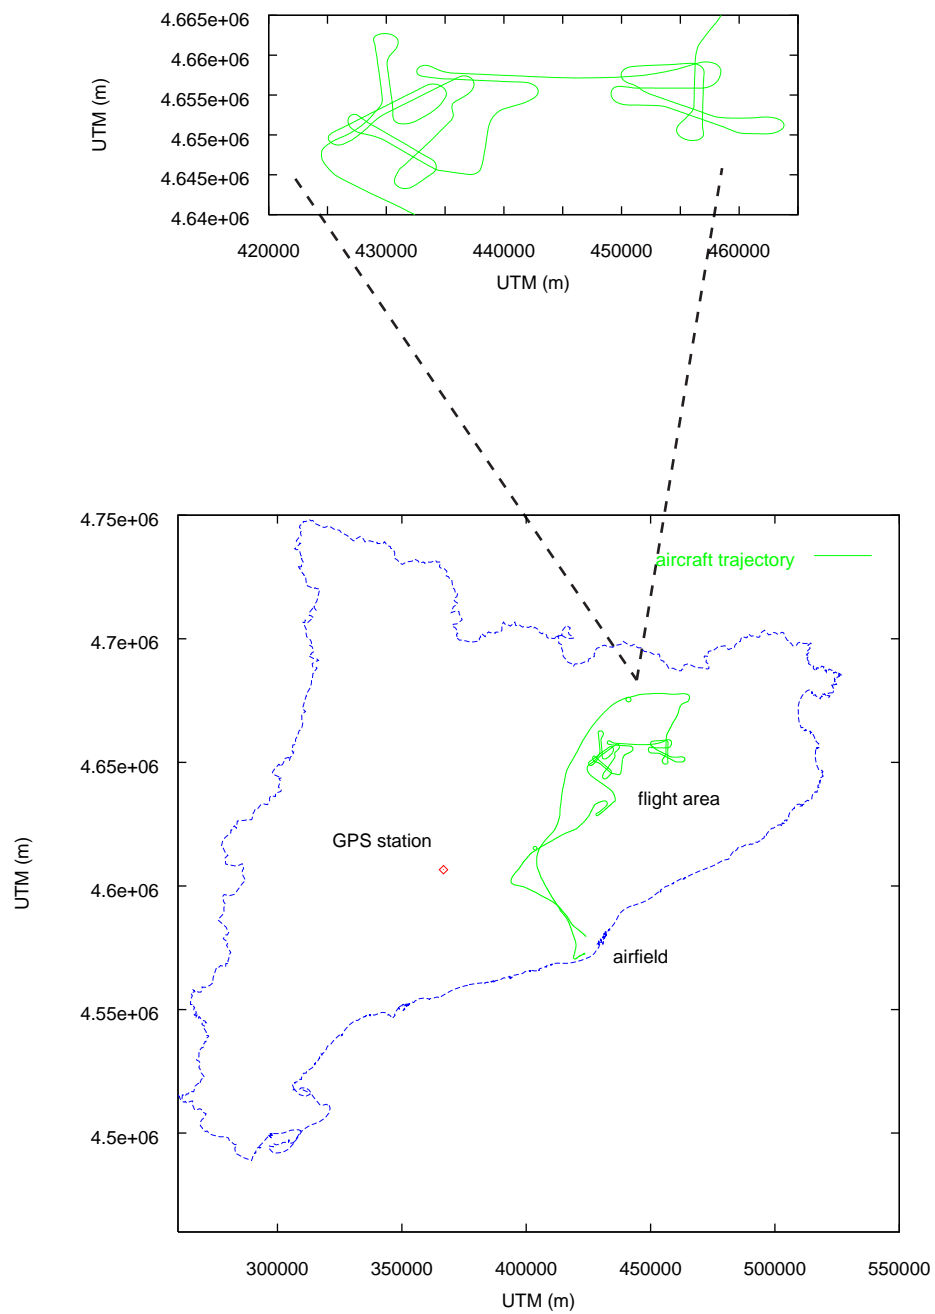 4.665e+06
4.66e+06
4.655e+06
4.65e+06
4.645e+06
4.64e+06
UTM (m)
420000 430000 440000 450000 460000
UTM (m)
4.75e+06
4.7e+06
4.65e+06
4.6e+06
4.55e+06
4.5e+06
UTM (m)
aircraft trajectory
flight area
GPS station
airfield
300000 350000 400000 450000 500000 550000
UTM (m)